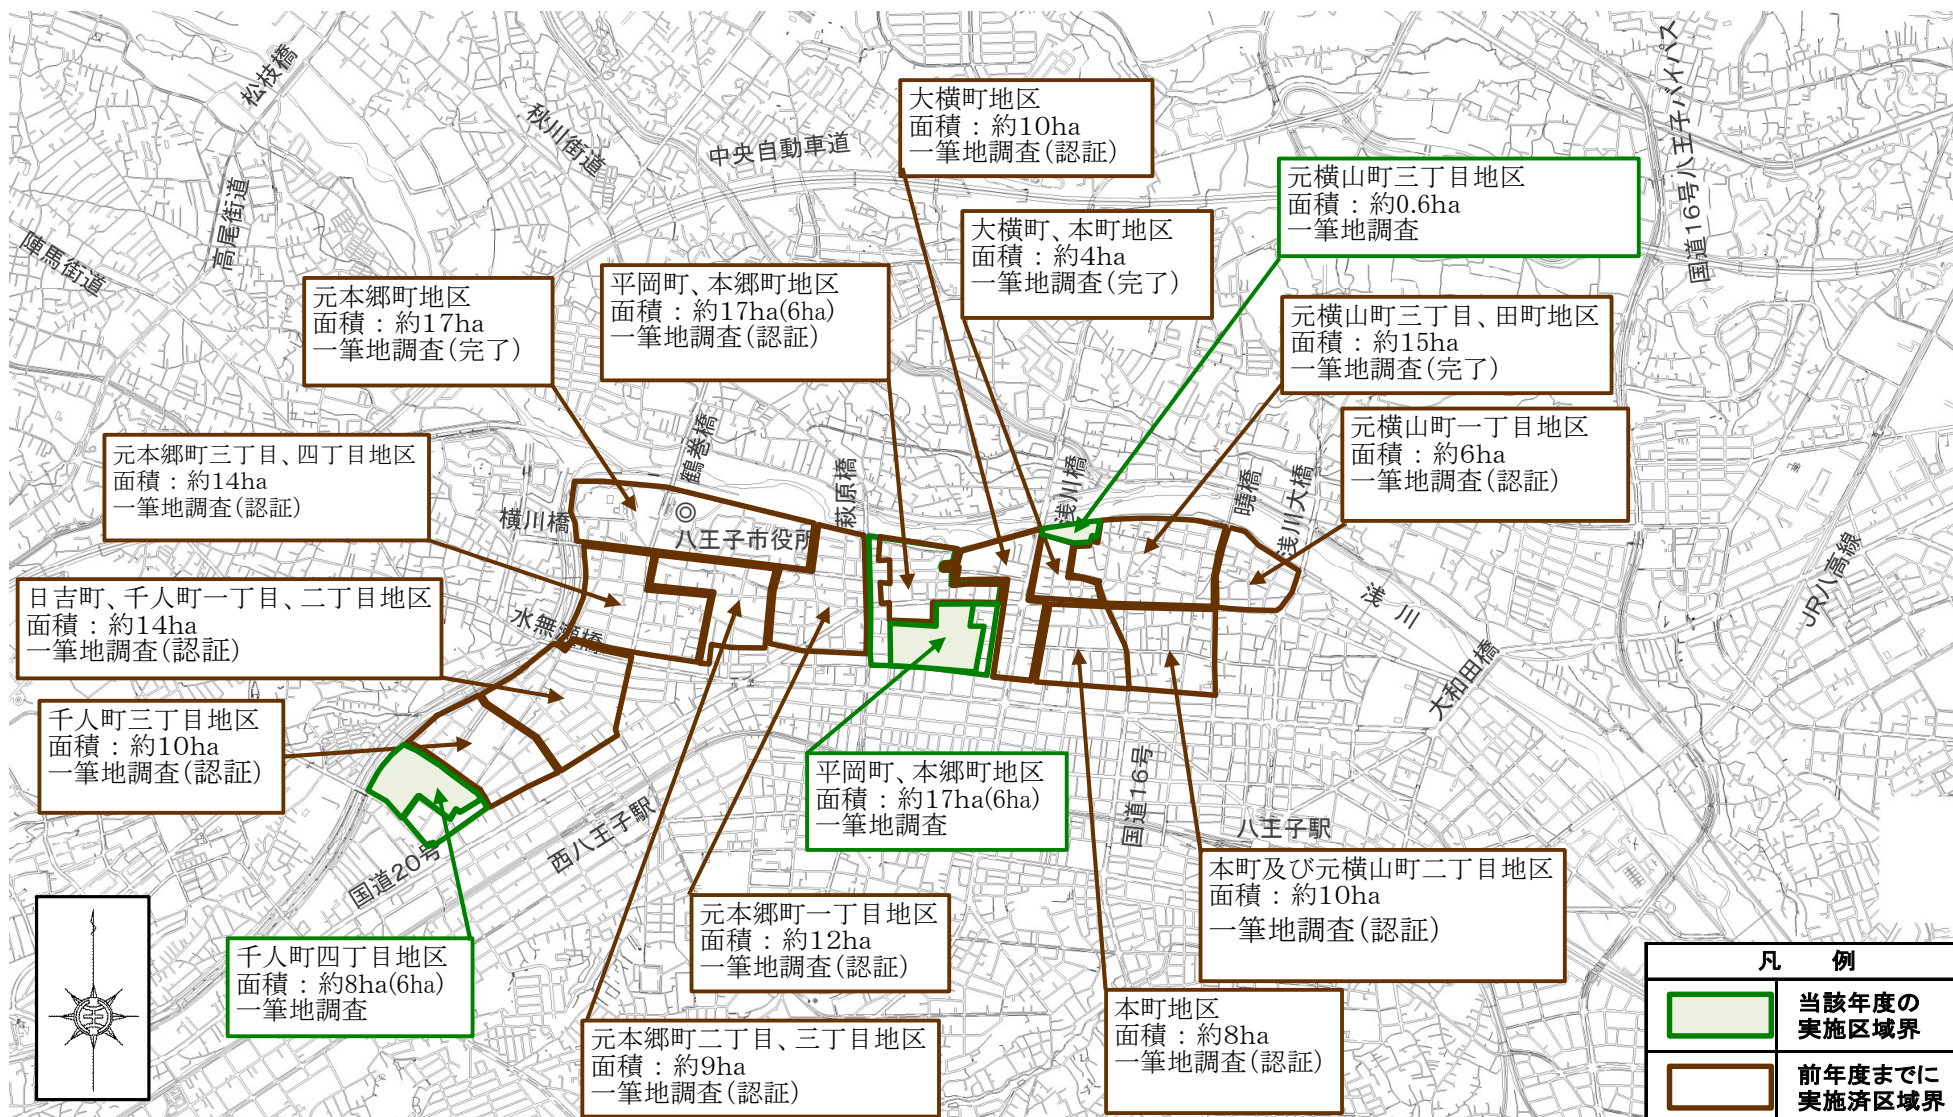 松枝橋
秋川街道
中央自動車道
高尾街道
陣馬街道
国道16号八王子バイパス
大横町地区
面積：約10ha
一筆地調査(認証)
元横山町三丁目地区
面積：約0.6ha
一筆地調査
大横町、本町地区
面積：約4ha
一筆地調査(完了)
元本郷町地区
面積：約17ha
一筆地調査(完了)
平岡町、本郷町地区
面積：約17ha(6ha)
一筆地調査(認証)
元横山町三丁目、田町地区
面積：約15ha
一筆地調査(完了)
元横山町一丁目地区
面積：約6ha
一筆地調査(認証)
元本郷町三丁目、四丁目地区
面積：約14ha
一筆地調査(認証)
鶴巻橋
萩原橋
浅川橋
暁橋
浅川大橋
横川橋
八王子市役所
JR八高線
浅川
水無瀬橋
大和田橋
日吉町、千人町一丁目、二丁目地区
面積：約14ha
一筆地調査(認証)
千人町三丁目地区
面積：約10ha
一筆地調査(認証)
平岡町、本郷町地区
面積：約17ha(6ha)
一筆地調査
国道16号
八王子駅
西八王子駅
国道20号
本町及び元横山町二丁目地区
面積：約10ha
一筆地調査(認証)
元本郷町一丁目地区
面積：約12ha
一筆地調査(認証)
千人町四丁目地区
面積：約8ha(6ha)
一筆地調査
元本郷町二丁目、三丁目地区
面積：約9ha
一筆地調査(認証)
本町地区
面積：約8ha
一筆地調査(認証)
凡　例
当該年度の
実施区域界
前年度までに
実施済区域界